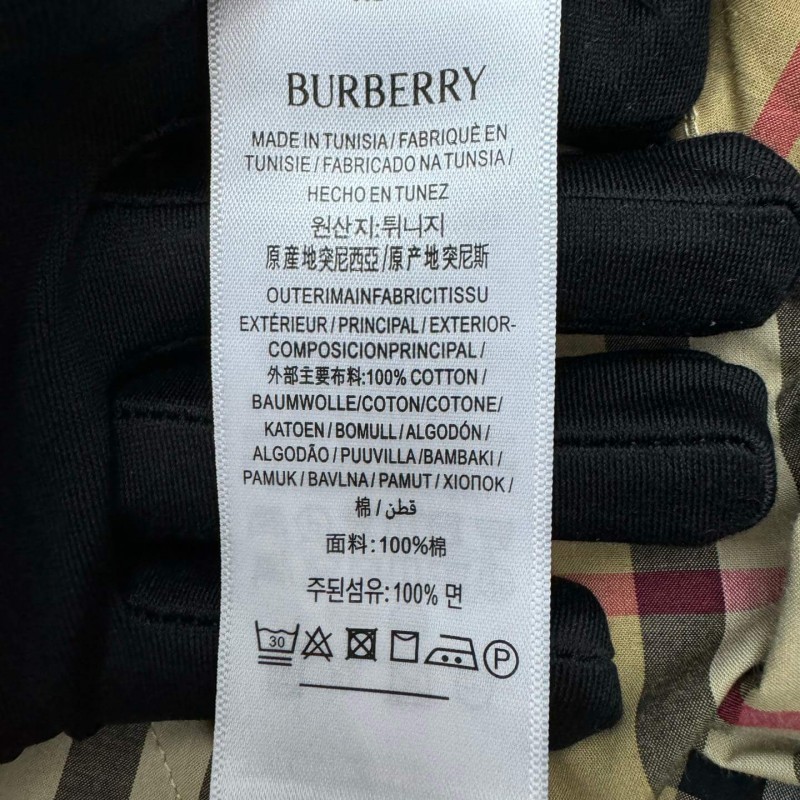 BURBERRY
MADE IN TUNISIA / FABRIQUÈ EN
TUNISIE / FABRICADO NA TUNSIA /
HECHO EN TUNEZ
원산지:튀니지
原産地突尼西亞/原产地突尼斯
OUTERIMAINFABRICITISSU
EXTÉRIEUR / PRINCIPAL / EXTERIOR-
COMPOSICIONPRINCIPAL /
外部主要布料:100% COTTON /
BAUMWOLLE/COTON/COTONE/
KATOEN / BOMULL / ALGODÓN /
ALGODÃO / PUUVILLA /BAMBAKI /
PAMUK / BAVLNA / PAMUT / ХІОПОК /
棉 / قطن
面料: 100%棉
주된섬유: 100% 면
30
P